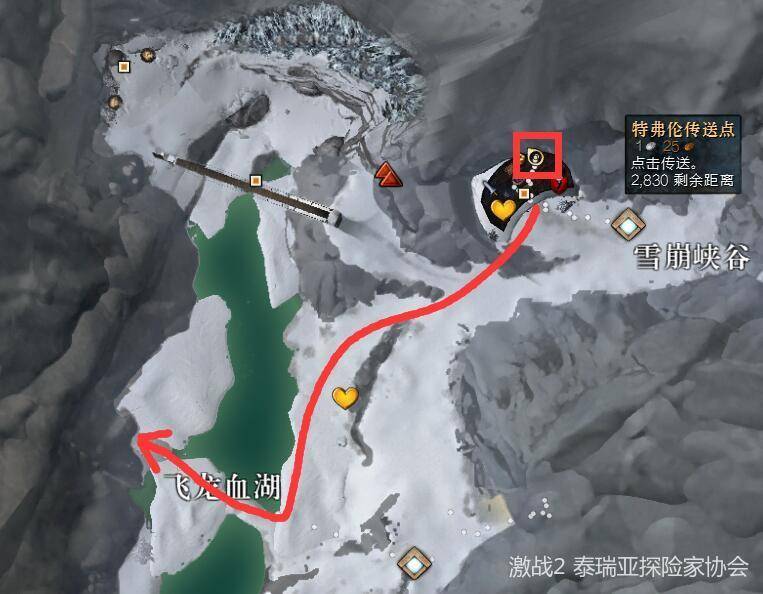 特弗伦传送点
1 25
点击传送。
2,830 剩余距离
雪崩峡谷
飞龙血湖
激战2 泰瑞亚探险家协会